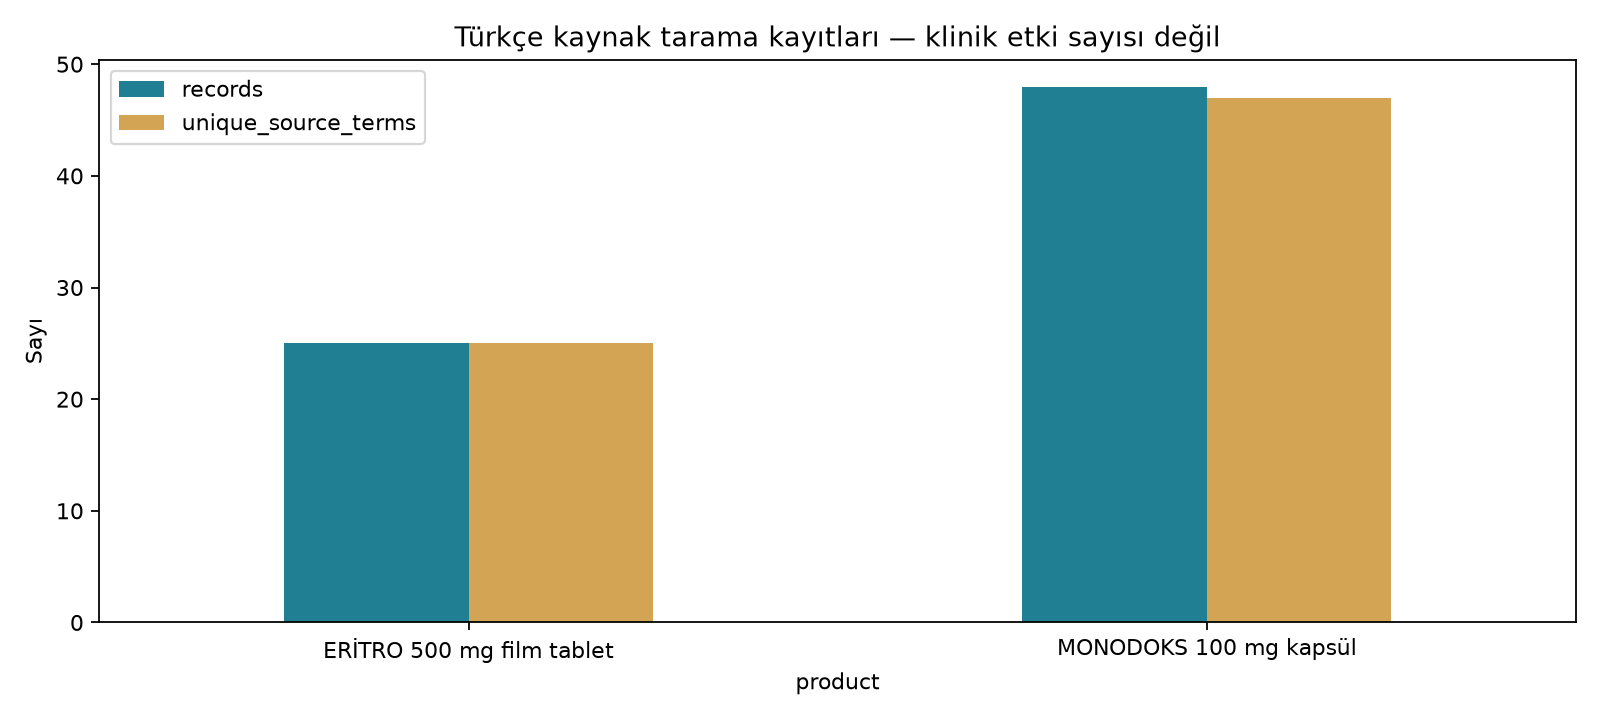 Türkçe kaynak tarama kayıtları — klinik etki sayısı değil
records
unique_source_terms
50
40
30
20
10
0
Sayı
ERİTRO 500 mg film tablet
MONODOKS 100 mg kapsül
product